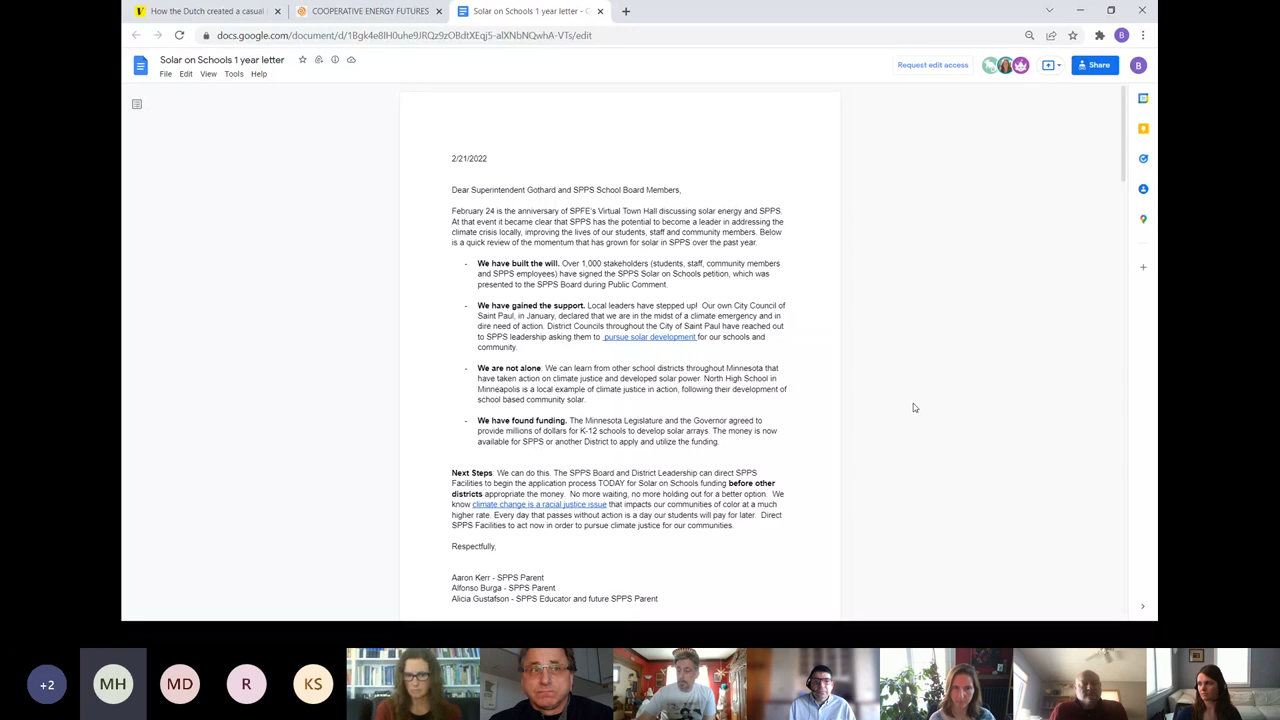 How the Dutch created a casual
COOPERATIVE ENERGY FUTURES
Solar on Schools 1 year letter - G
docs.google.com/document/d/1Bgk4e8IH0uhe9JRQz9zOBdtXEqj5-alXNbNQwhA-VTs/edit
B
Solar on Schools 1 year letter
File Edit View Tools Help
Request edit access
Share
B
2/21/2022
Dear Superintendent Gothard and SPPS School Board Members,
February 24 is the anniversary of SPFE's Virtual Town Hall discussing solar energy and SPPS.
At that event it became clear that SPPS has the potential to become a leader in addressing the
climate crisis locally, improving the lives of our students, staff and community members. Below
is a quick review of the momentum that has grown for solar in SPPS over the past year.
- We have built the will. Over 1,000 stakeholders (students, staff, community members
and SPPS employees) have signed the SPPS Solar on Schools petition, which was
presented to the SPPS Board during Public Comment.
- We have gained the support. Local leaders have stepped up! Our own City Council of
Saint Paul, in January, declared that we are in the midst of a climate emergency and in
dire need of action. District Councils throughout the City of Saint Paul have reached out
to SPPS leadership asking them to pursue solar development for our schools and
community.
- We are not alone. We can learn from other school districts throughout Minnesota that
have taken action on climate justice and developed solar power. North High School in
Minneapolis is a local example of climate justice in action, following their development of
school based community solar.
- We have found funding. The Minnesota Legislature and the Governor agreed to
provide millions of dollars for K-12 schools to develop solar arrays. The money is now
available for SPPS or another District to apply and utilize the funding.
Next Steps: We can do this. The SPPS Board and District Leadership can direct SPPS
Facilities to begin the application process TODAY for Solar on Schools funding before other
districts appropriate the money. No more waiting, no more holding out for a better option. We
know climate change is a racial justice issue that impacts our communities of color at a much
higher rate. Every day that passes without action is a day our students will pay for later. Direct
SPPS Facilities to act now in order to pursue climate justice for our communities.
Respectfully,
Aaron Kerr - SPPS Parent
Alfonso Burga - SPPS Parent
Alicia Gustafson - SPPS Educator and future SPPS Parent
+2
MH
MD
R
KS